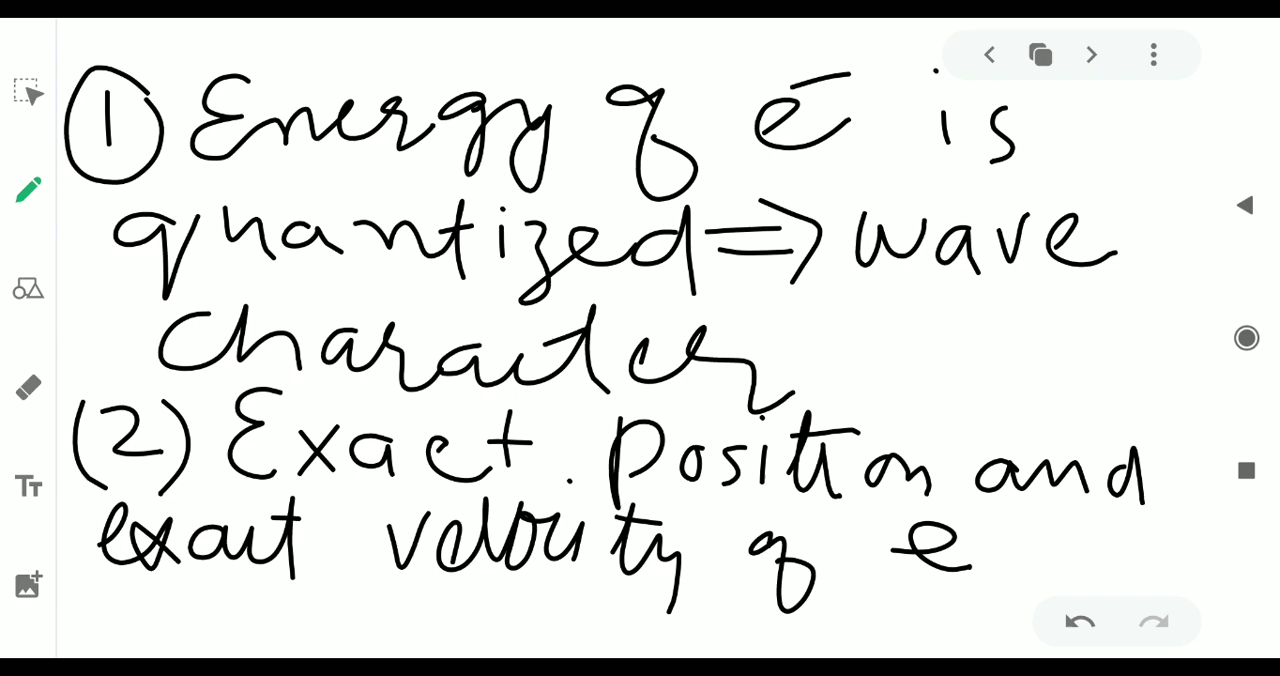 ① Energy of ē is
quantized ⇒ wave
character
(2) Exact position and
exact velocity of e